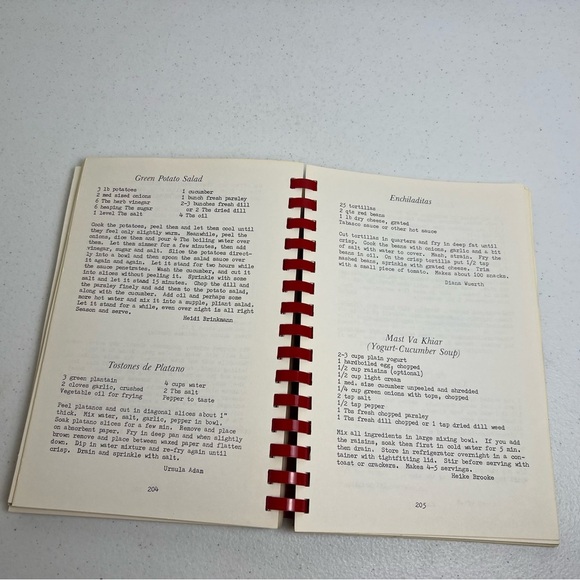 Green Potato Salad
3 lb potatoes
2 med sized onions
6 Tbs herb vinegar
6 heaping Tbs sugar
1 level Tbs salt
1 cucumber
1 bunch fresh parsley
2-3 bunches fresh dill
or 2 Tbs dried dill
4 Tbs oil
Cook the potatoes, peel them and let them cool until
they feel only slightly warm. Meanwhile, peel the
onions, dice them and pour 4 Tbs boiling water over
them. Let them simmer for a few minutes, then add
vinegar, sugar and salt. Slice the potatoes direct-
ly into a bowl and then spoon the salad sauce over
it again and again. Let it stand for two hours while
the sauce penetrates. Wash the cucumber, and cut it
into slices without peeling it. Sprinkle with some
salt and let it stand 15 minutes. Chop the dill and
the parsley finely and add them to the potato salad,
along with the cucumber. Add oil and perhaps some
more hot water and mix it into a supple, pliant salad.
Let it stand for a while, even over night is all right
Season and serve.
Heidi Brinkmann
Tostones de Platano
3 green plantain
2 cloves garlic, crushed
Vegetable oil for frying
4 cups water
2 Tbs salt
Pepper to taste
Peel platanos and cut in diagonal slices about 1"
thick. Mix water, salt, garlic, pepper in bowl.
Soak platano slices for a few min. Remove and place
on absorbent paper. Fry in deep pan and when slightly
brown remove and place between waxed paper and flatten
down. Dip in water mixture and re-fry again until
crisp. Drain and sprinkle with salt.
Ursula Adam
204
Enchiladitas
25 tortillas
2 qts red beans
1 lb dry cheese, grated
Tabasco sauce or other hot sauce
Cut tortillas in quarters and fry in deep fat until
crisp. Cook the beans with onions, garlic and a bit
of salt with water to cover. Mash, strain. Fry the
beans in oil. On the crisp tortillas put 1/2 tsp
mashed beans, sprinkle with grated cheese. Trim
with a small piece of tomato. Makes about 100 snacks.
Diana Wuerth
Mast Va Khiar
(Yogurt-Cucumber Soup)
2-3 cups plain yogurt
1 hardboiled egg, chopped
1/2 cup raisins (optional)
1/2 cup light cream
1 med. size cucumber unpeeled and shredded
1/4 cup green onions with tops, chopped
2 tsp salt
1/2 tsp pepper
1 Tbs fresh chopped parsley
1 Tbs fresh dill chopped or 1 tsp dried dill weed
Mix all ingredients in large mixing bowl. If you add
the raisins, soak them first in cold water for 5 min.
then drain. Store in refrigerator overnight in a con-
tainer with tightfitting lid. Stir before serving with
toast or crackers. Makes 4-5 servings.
Heike Brooke
205